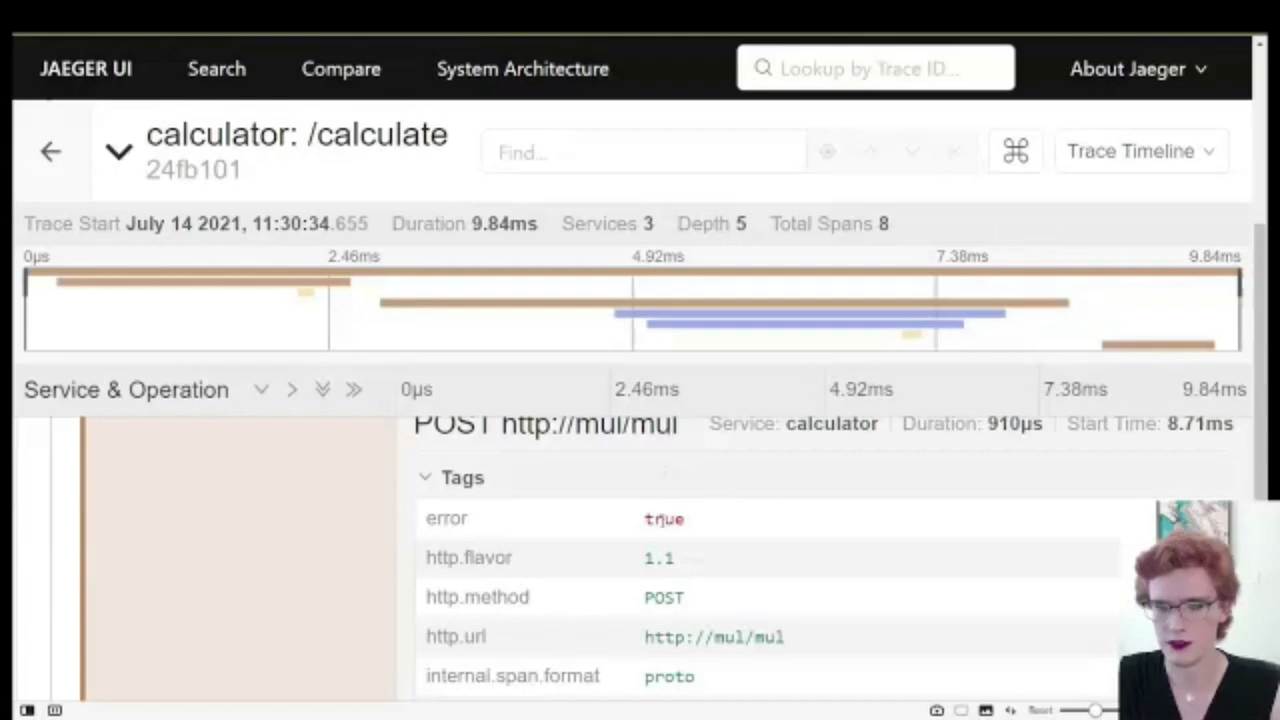 JAEGER UI Search Compare System Architecture Lookup by Trace ID... About Jaeger
calculator: /calculate
24fb101
Find...
Trace Timeline
Trace Start July 14 2021, 11:30:34.655 Duration 9.84ms Services 3 Depth 5 Total Spans 8
0μs 2.46ms 4.92ms 7.38ms 9.84ms
Service & Operation 0μs 2.46ms 4.92ms 7.38ms 9.84ms
POST http://mul/mul Service: calculator Duration: 910μs Start Time: 8.71ms
Tags
error true
http.flavor 1.1
http.method POST
http.url http://mul/mul
internal.span.format proto
Reset